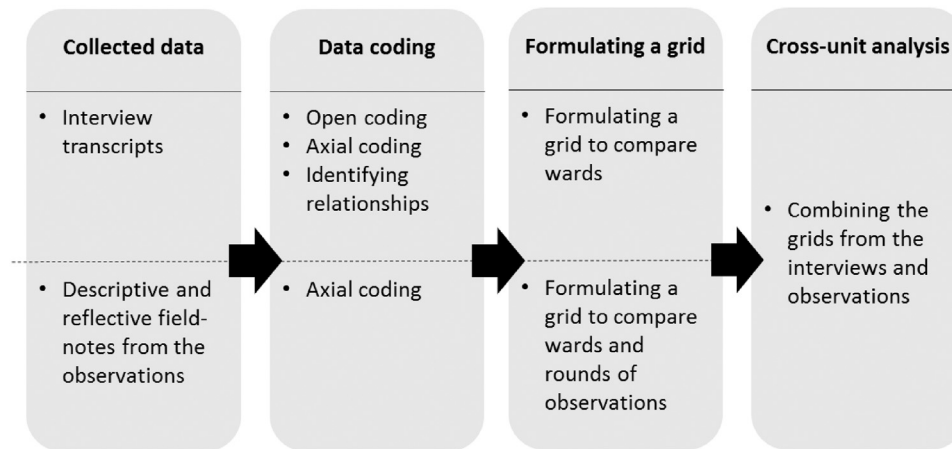 Collected data
• Interview
transcripts
• Descriptive and
reflective field-
notes from the
observations
Data coding
• Open coding
• Axial coding
• Identifying
relationships
• Axial coding
Formulating a grid
• Formulating a
grid to compare
wards
• Formulating a
grid to compare
wards and
rounds of
observations
Cross-unit analysis
• Combining the
grids from the
interviews and
observations